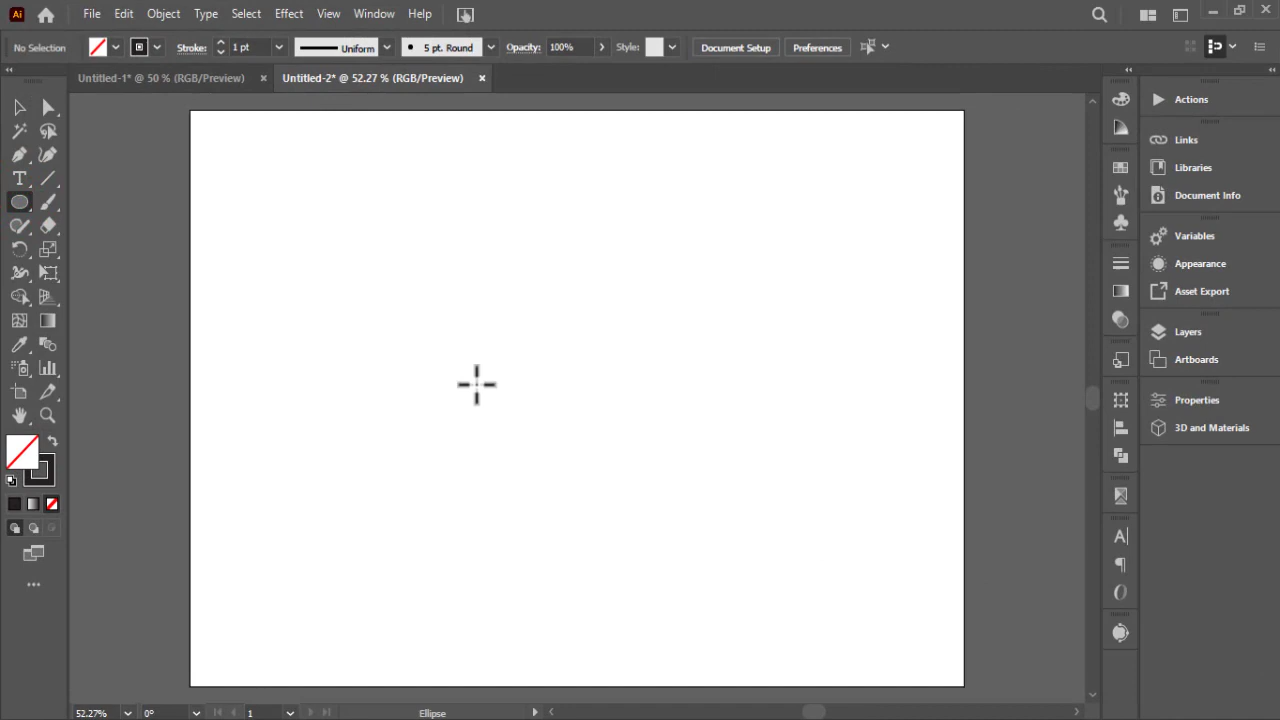 Ai File Edit Object Type Select Effect View Window Help
No Selection Stroke: 1 pt Uniform 5 pt. Round Opacity: 100% Style: Document Setup Preferences
Untitled-1* @ 50 % (RGB/Preview) × Untitled-2* @ 52.27 % (RGB/Preview) ×
Actions
Links
Libraries
Document Info
Variables
Appearance
Asset Export
Layers
Artboards
Properties
3D and Materials
52.27% 0° 1 Ellipse